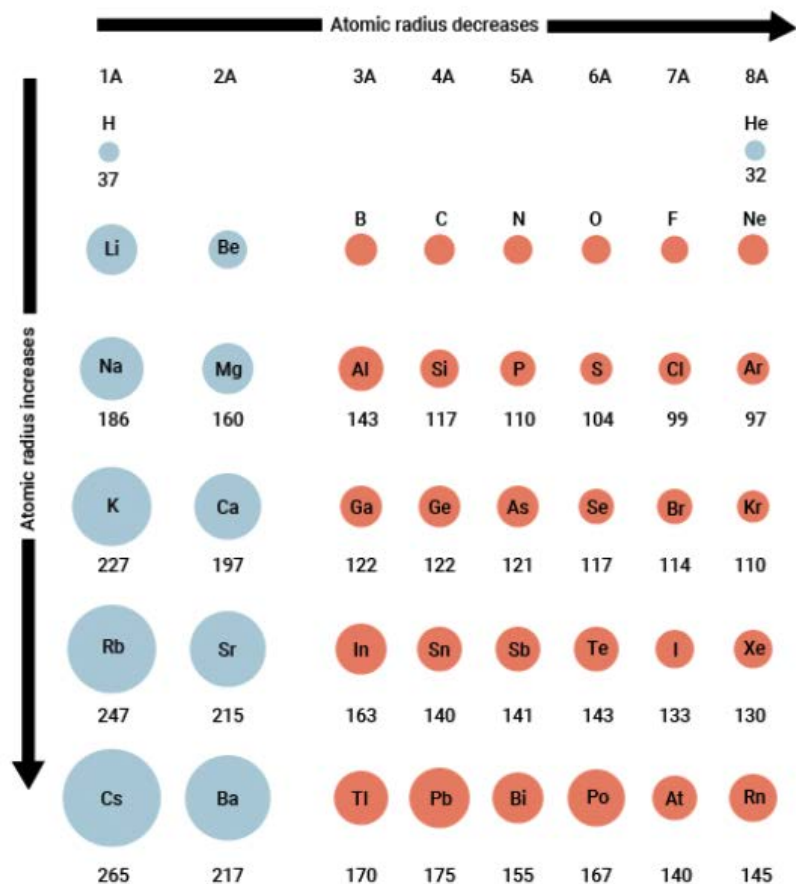 Atomic radius decreases
Atomic radius increases
1A 2A 3A 4A 5A 6A 7A 8A
H He
37 32
B C N O F Ne
Li Be
Na Mg Al Si P S Cl Ar
186 160 143 117 110 104 99 97
K Ca Ga Ge As Se Br Kr
227 197 122 122 121 117 114 110
Rb Sr In Sn Sb Te I Xe
247 215 163 140 141 143 133 130
Cs Ba Tl Pb Bi Po At Rn
265 217 170 175 155 167 140 145